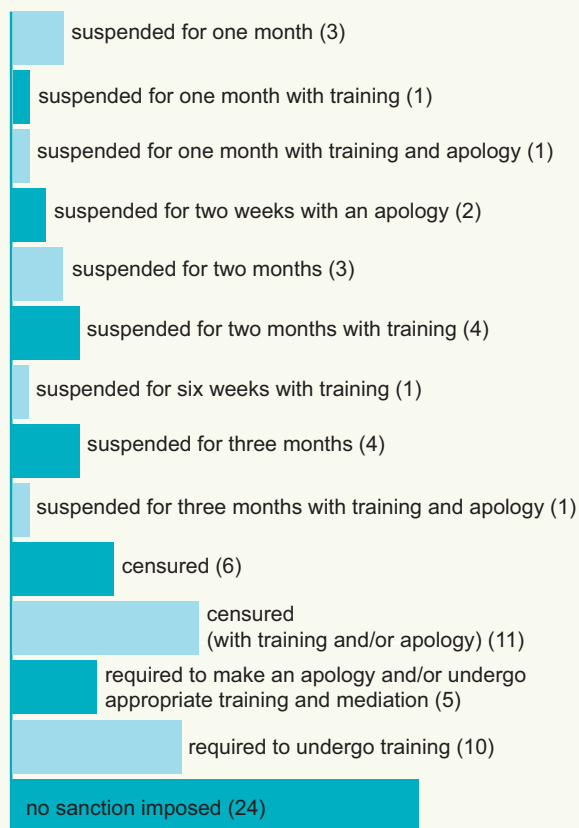 suspended for one month (3)
suspended for one month with training (1)
suspended for one month with training and apology (1)
suspended for two weeks with an apology (2)
suspended for two months (3)
suspended for two months with training (4)
suspended for six weeks with training (1)
suspended for three months (4)
suspended for three months with training and apology (1)
censured (6)
censured
(with training and/or apology) (11)
required to make an apology and/or undergo
appropriate training and mediation (5)
required to undergo training (10)
no sanction imposed (24)